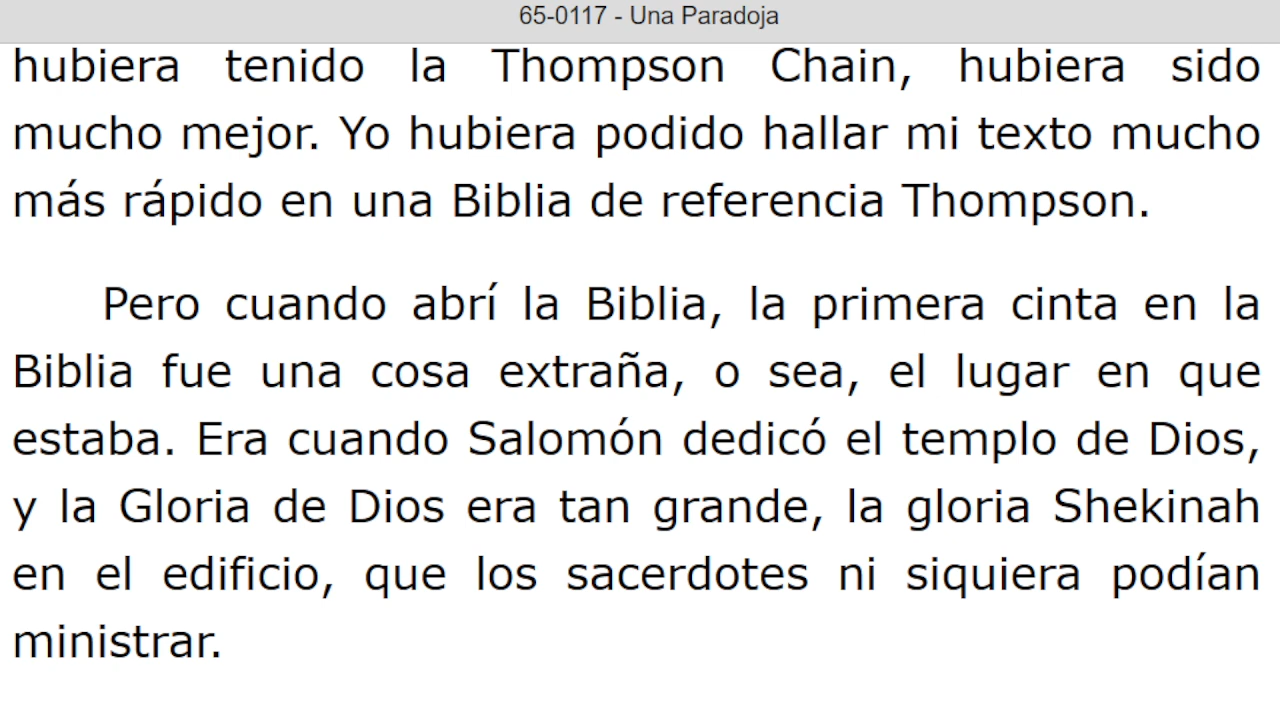 65-0117 - Una Paradoja
hubiera tenido la Thompson Chain, hubiera sido
mucho mejor. Yo hubiera podido hallar mi texto mucho
más rápido en una Biblia de referencia Thompson.
Pero cuando abrí la Biblia, la primera cinta en la
Biblia fue una cosa extraña, o sea, el lugar en que
estaba. Era cuando Salomón dedicó el templo de Dios,
y la Gloria de Dios era tan grande, la gloria Shekinah
en el edificio, que los sacerdotes ni siquiera podían
ministrar.